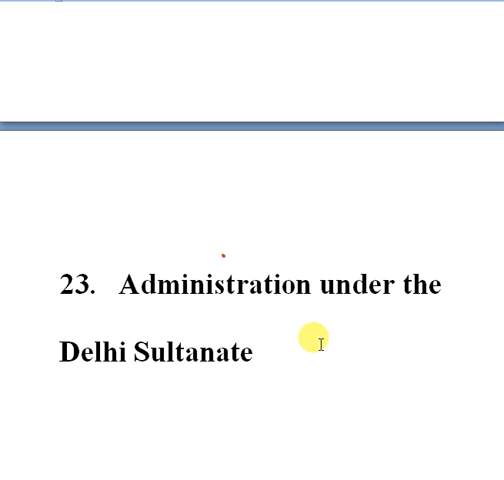 23. Administration under the
Delhi Sultanate